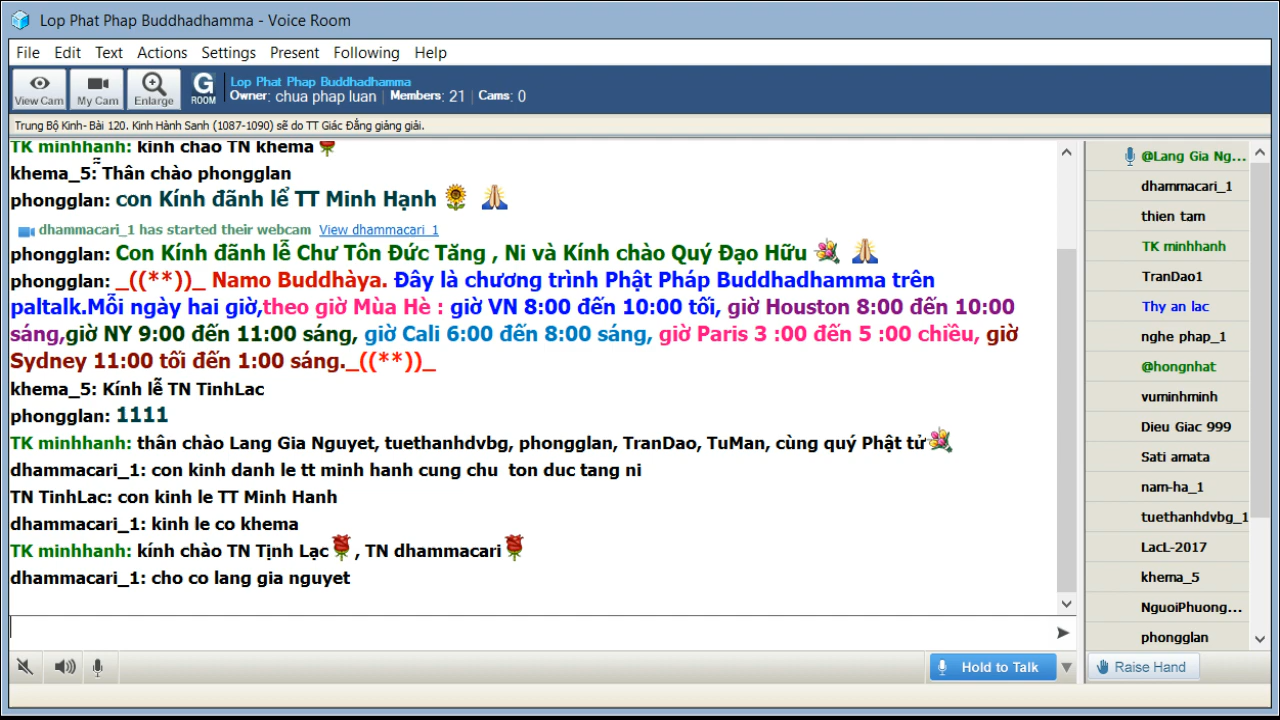 Lop Phat Phap Buddhadhamma - Voice Room
File Edit Text Actions Settings Present Following Help
View Cam My Cam Enlarge G ROOM
Lop Phat Phap Buddhadhamma
Owner: chua phap luan | Members: 21 | Cams: 0
Trung Bộ Kinh- Bài 120. Kinh Hành Sanh (1087-1090) sẽ do TT Giác Đẳng giảng giải.
TK minhhanh: kính chào TN khema
khema_5: Thân chào phongglan
phongglan: con Kính đãnh lể TT Minh Hạnh
dhammacari_1 has started their webcam View dhammacari_1
phongglan: Con Kính đãnh lễ Chư Tôn Đức Tăng , Ni và Kính chào Quý Đạo Hữu
phongglan: _((**))_ Namo Buddhàya. Đây là chương trình Phật Pháp Buddhadhamma trên
paltalk.Mỗi ngày hai giờ,theo giờ Mùa Hè : giờ VN 8:00 đến 10:00 tối, giờ Houston 8:00 đến 10:00
sáng,giờ NY 9:00 đến 11:00 sáng, giờ Cali 6:00 đến 8:00 sáng, giờ Paris 3 :00 đến 5 :00 chiều, giờ
Sydney 11:00 tối đến 1:00 sáng._((**))_
khema_5: Kính lễ TN TinhLac
phongglan: 1111
TK minhhanh: thân chào Lang Gia Nguyet, tuethanhdvbg, phongglan, TranDao, TuMan, cùng quý Phật tử
dhammacari_1: con kinh danh le tt minh hanh cung chu ton duc tang ni
TN TinhLac: con kinh le TT Minh Hanh
dhammacari_1: kinh le co khema
TK minhhanh: kính chào TN Tịnh Lạc , TN dhammacari
dhammacari_1: cho co lang gia nguyet
Hold to Talk
@Lang Gia Ng...
dhammacari_1
thien tam
TK minhhanh
TranDao1
Thy an lac
nghe phap_1
@hongnhat
vuminhminh
Dieu Giac 999
Sati amata
nam-ha_1
tuethanhdvbg_1
LacL-2017
khema_5
NguoiPhuong...
phongglan
Raise Hand